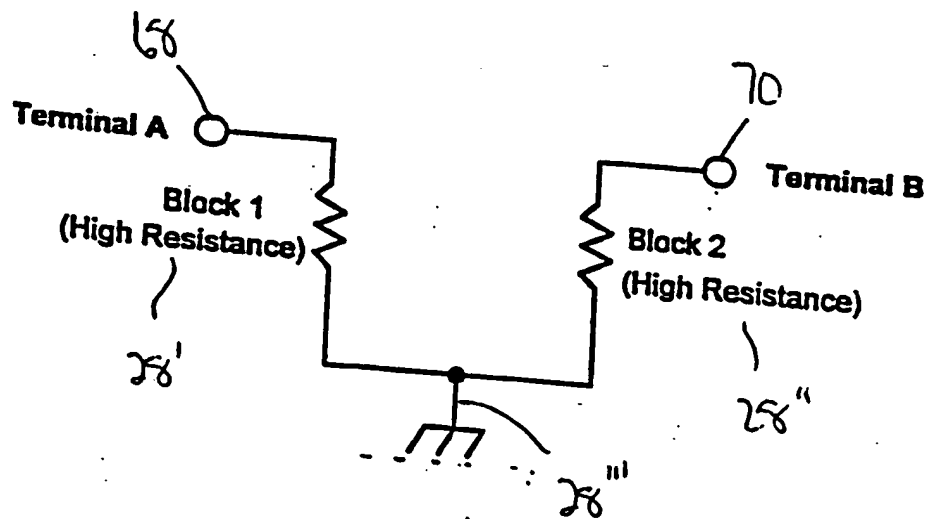 68
70
Terminal A
Terminal B
Block 1
(High Resistance)
Block 2
(High Resistance)
28'
28"
28'''